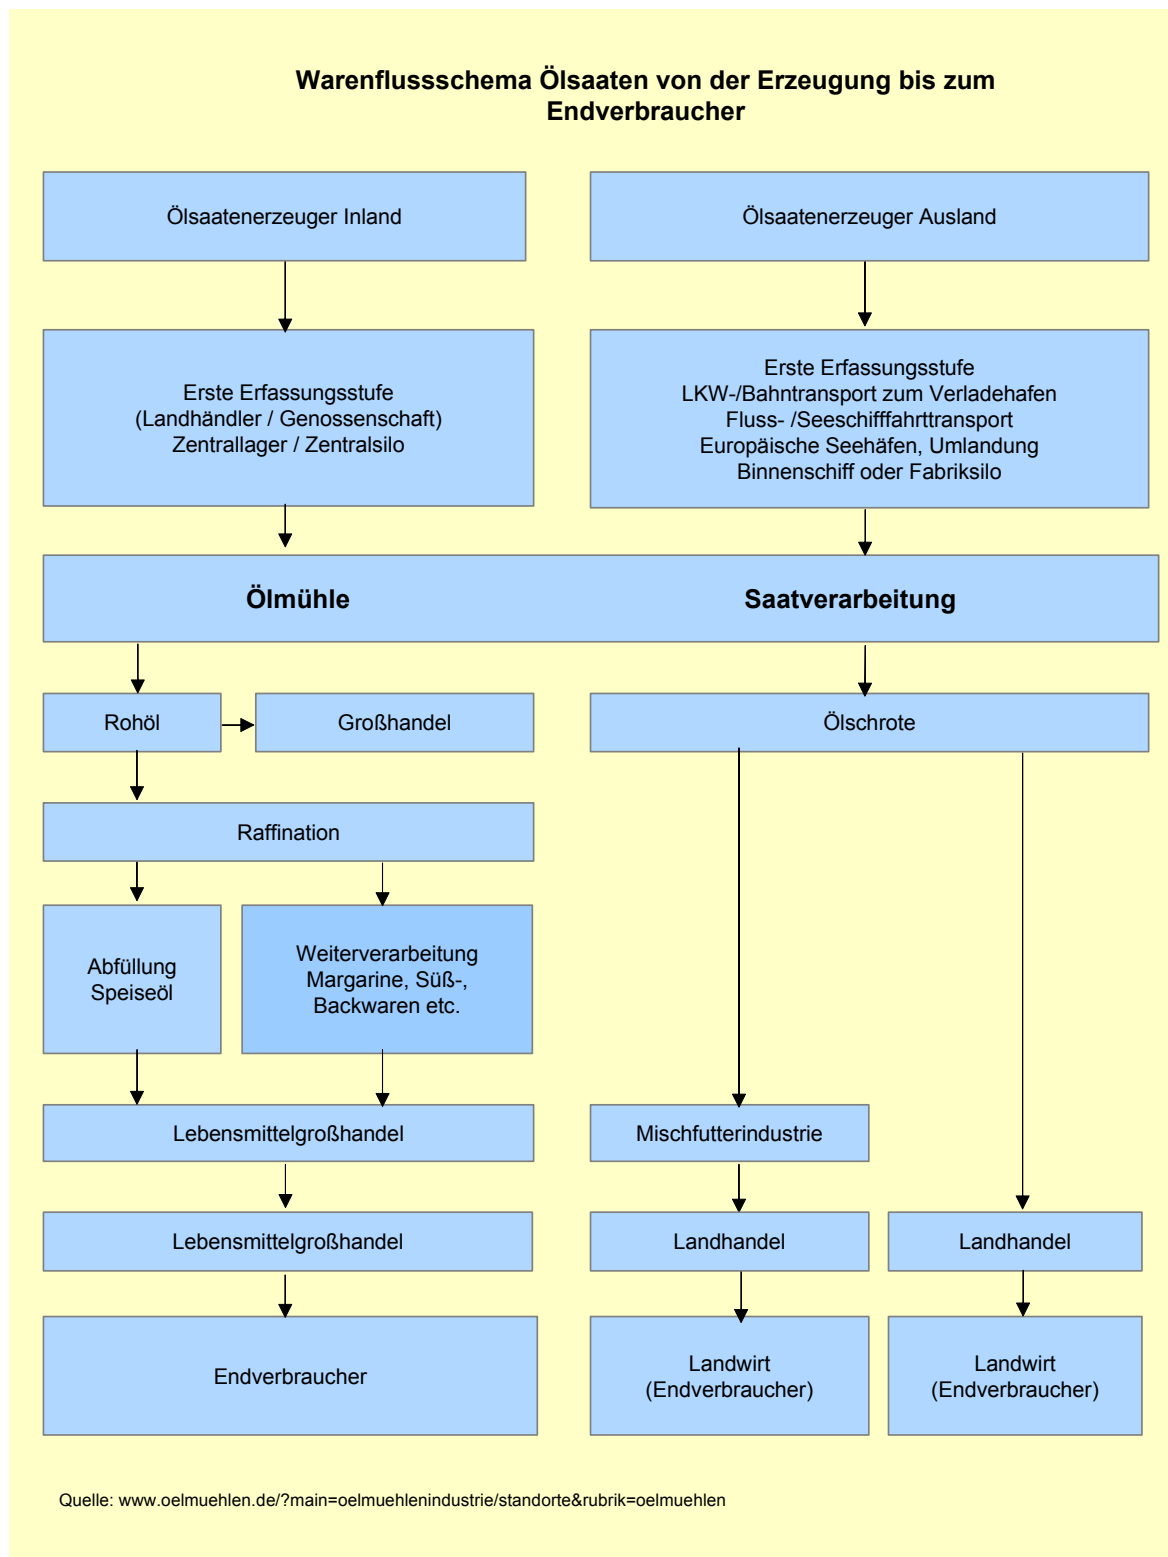 Warenflussschema Ölsaaten von der Erzeugung bis zum
Endverbraucher
Ölsaatenerzeuger Inland
Ölsaatenerzeuger Ausland
Erste Erfassungsstufe
(Landhändler / Genossenschaft)
Zentrallager / Zentralsilo
Erste Erfassungsstufe
LKW-/Bahntransport zum Verladehafen
Fluss- /Seeschifffahrttransport
Europäische Seehäfen, Umlandung
Binnenschiff oder Fabriksilo
Ölmühle
Saatverarbeitung
Rohöl
Großhandel
Ölschrote
Raffination
Abfüllung
Speiseöl
Weiterverarbeitung
Margarine, Süß-,
Backwaren etc.
Lebensmittelgroßhandel
Mischfutterindustrie
Lebensmittelgroßhandel
Landhandel
Landhandel
Endverbraucher
Landwirt
(Endverbraucher)
Landwirt
(Endverbraucher)
Quelle: www.oelmuehlen.de/?main=oelmuehlenindustrie/standorte&rubrik=oelmuehlen